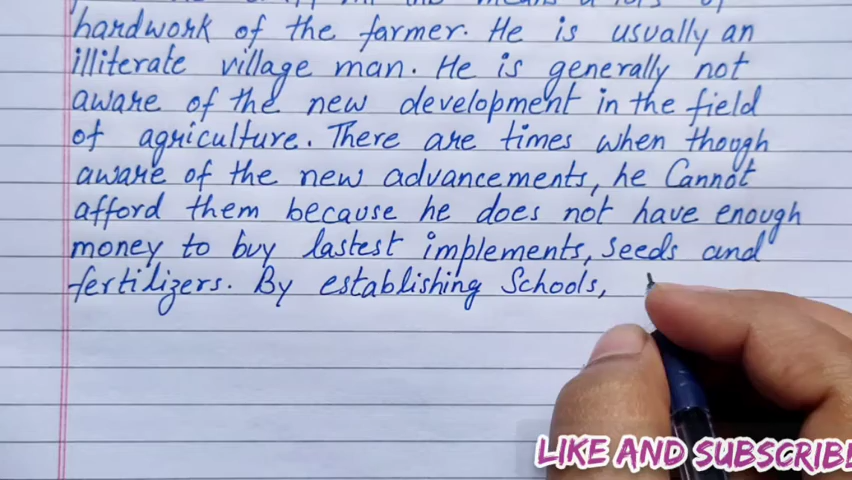 hardwork of the farmer. He is usually an
illiterate village man. He is generally not
aware of the new development in the field
of agriculture. There are times when though
aware of the new advancements, he Cannot
afford them because he does not have enough
money to buy lastest implements, seeds and
fertilizers. By establishing Schools,
LIKE AND SUBSCRIBE